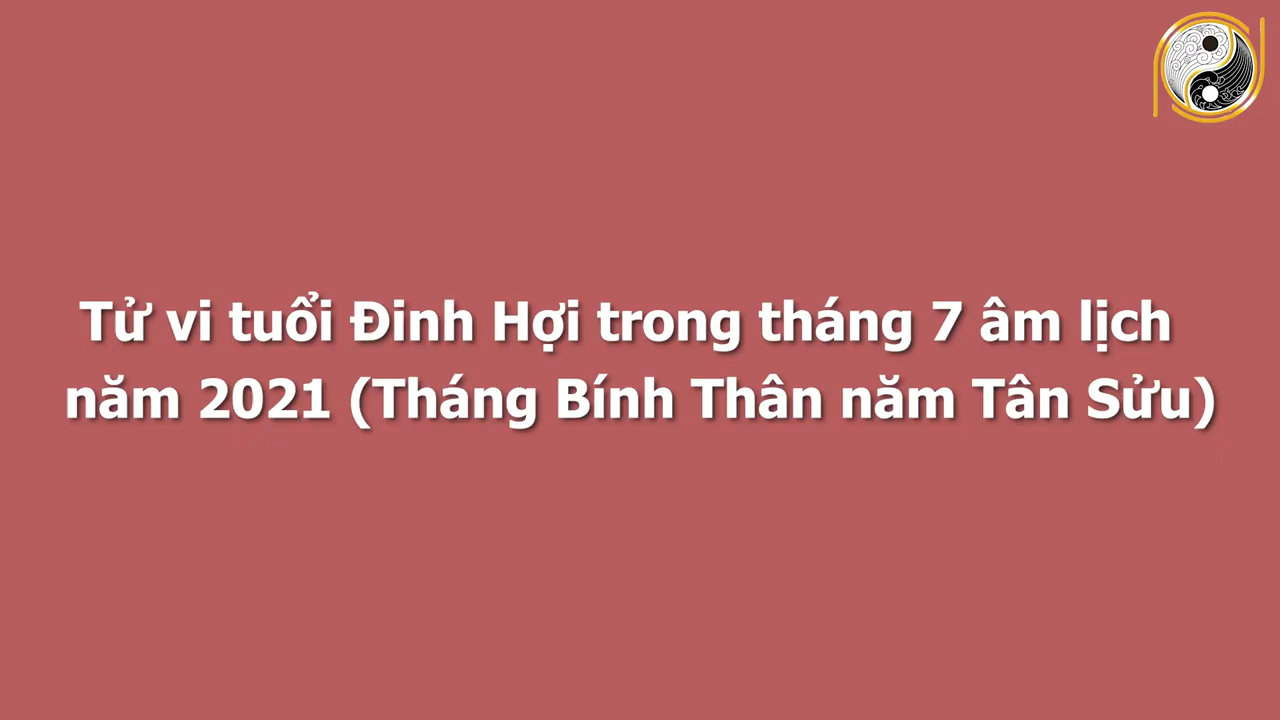 Tử vi tuổi Đinh Hợi trong tháng 7 âm lịch
năm 2021 (Tháng Bính Thân năm Tân Sửu)